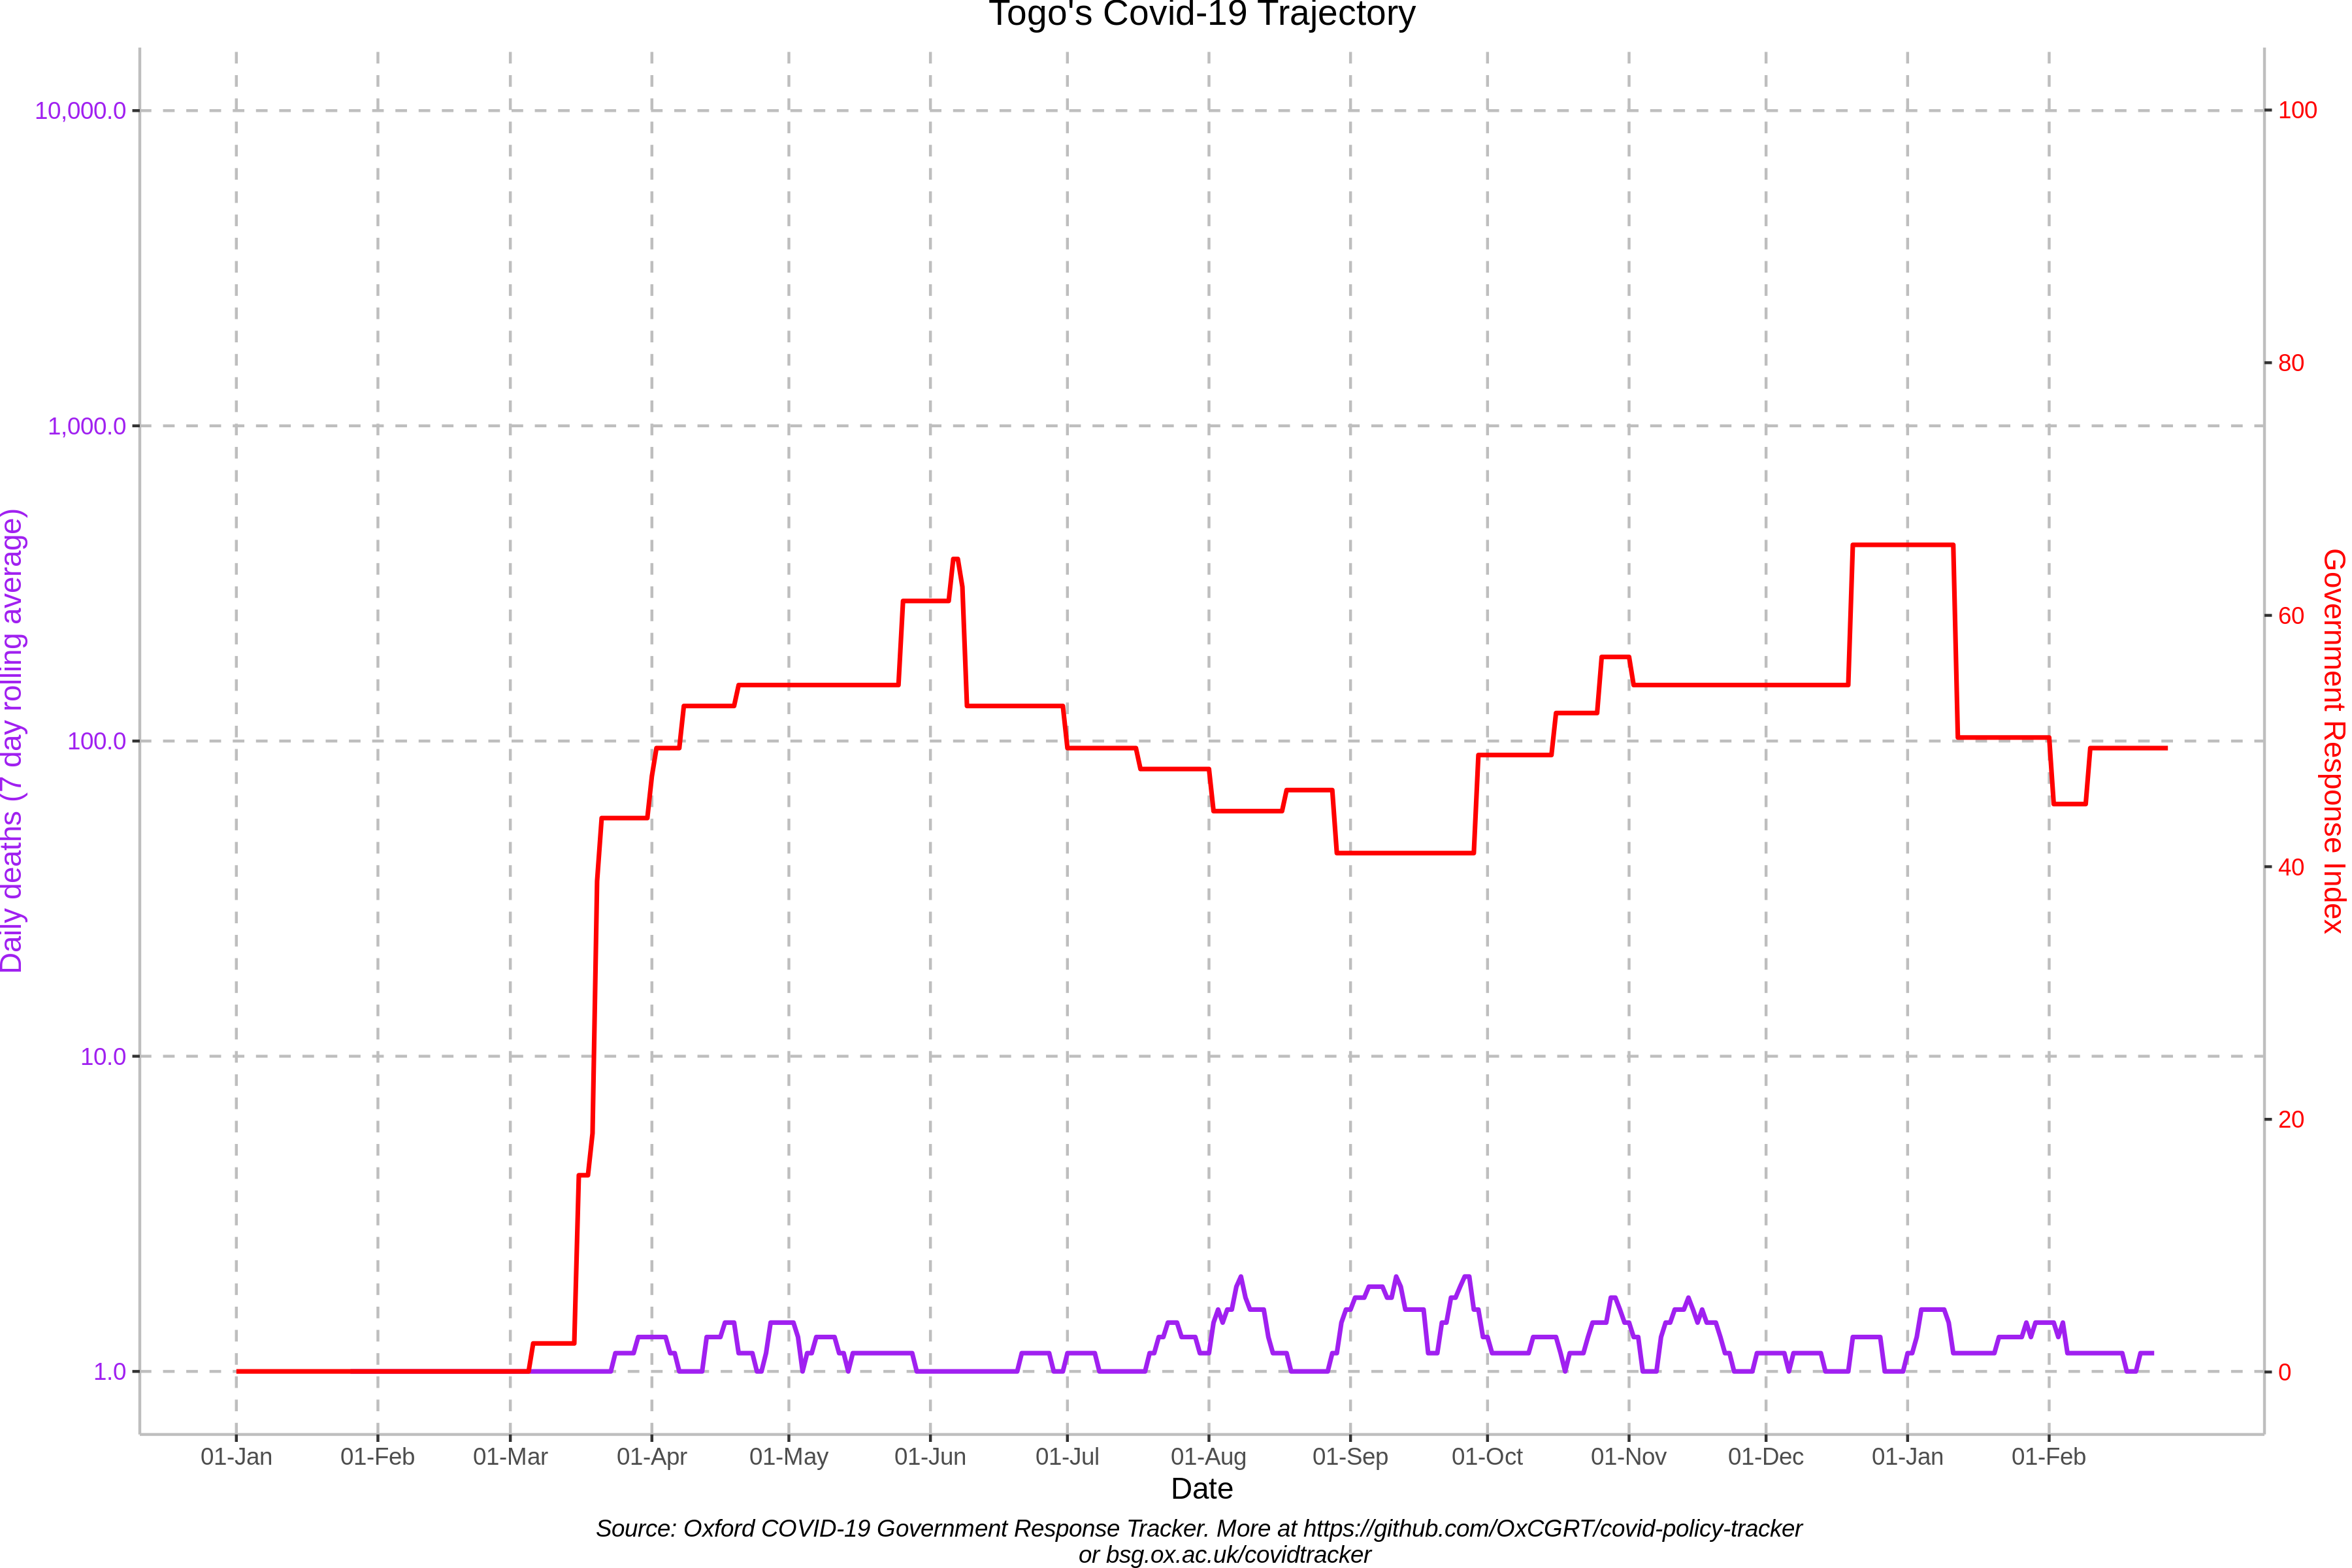 Togo's Covid-19 Trajectory
10,000.0
1,000.0
100.0
10.0
1.0
Daily deaths (7 day rolling average)
100
80
60
40
20
0
Government Response Index
01-Jan 01-Feb 01-Mar 01-Apr 01-May 01-Jun 01-Jul 01-Aug 01-Sep 01-Oct 01-Nov 01-Dec 01-Jan 01-Feb
Date
Source: Oxford COVID-19 Government Response Tracker. More at https://github.com/OxCGRT/covid-policy-tracker
or bsg.ox.ac.uk/covidtracker